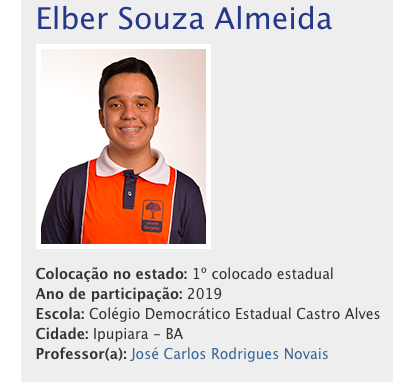 Elber Souza Almeida
Colocação no estado: 1º colocado estadual
Ano de participação: 2019
Escola: Colégio Democrático Estadual Castro Alves
Cidade: Ipupiara - BA
Professor(a): José Carlos Rodrigues Novais